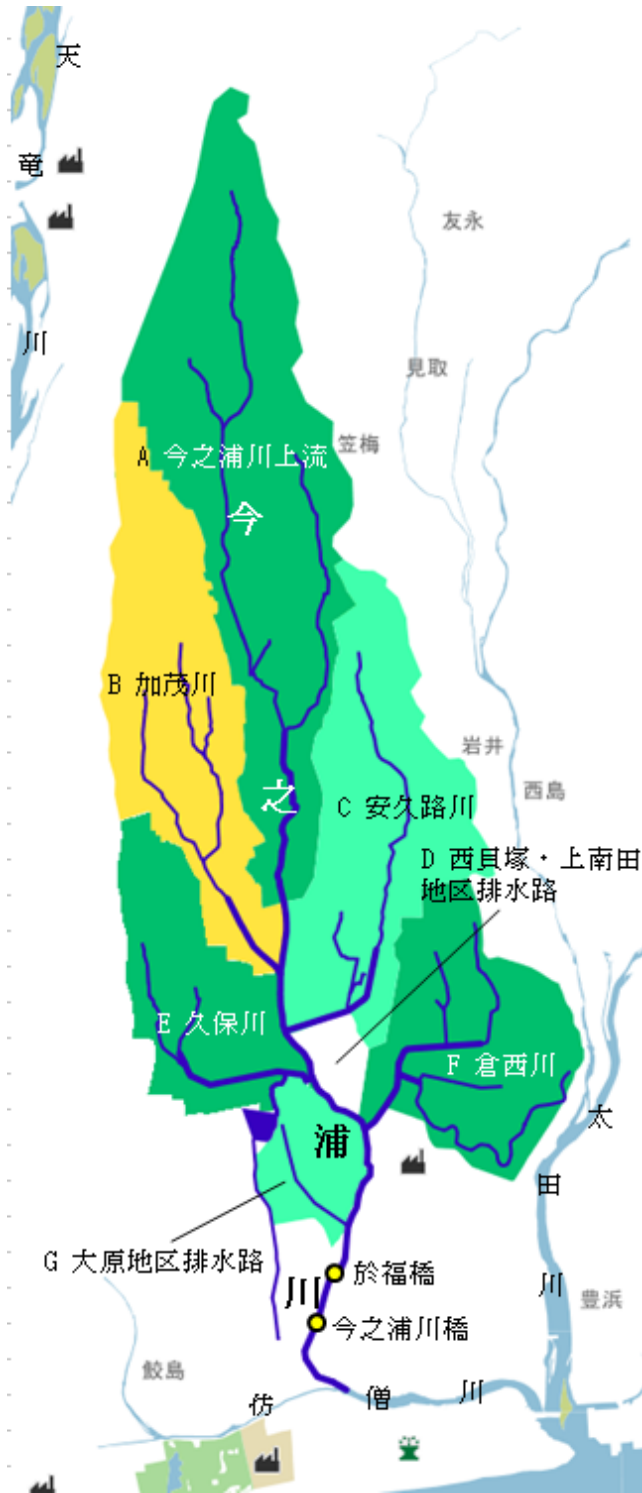 天
竜
川
友永
見取
笠梅
A 今之浦川上流
今
B 加茂川
岩井
西島
之
C 安久路川
D 西貝塚・上南田
地区排水路
E 久保川
F 倉西川
太
田
川
浦
G 大原地区排水路
川
於福橋
豊浜
今之浦川橋
鮫島
仿
僧
川